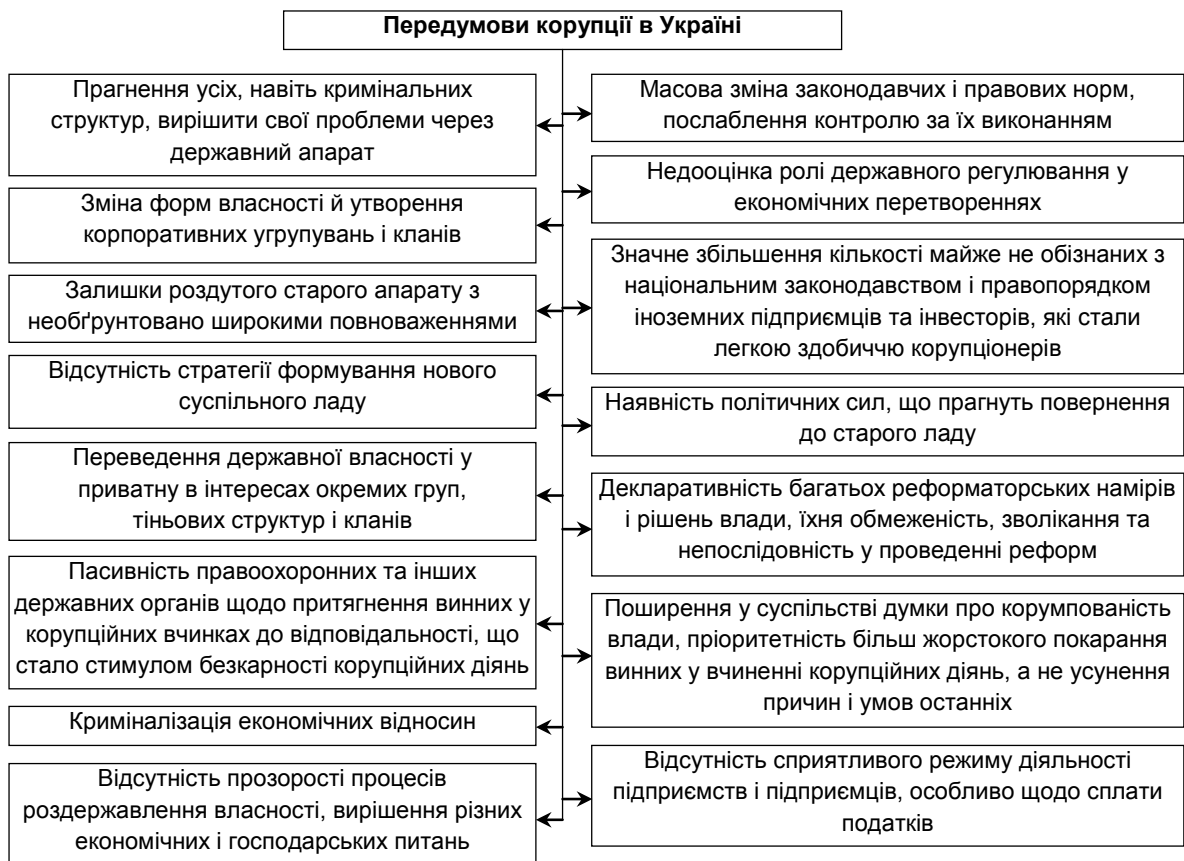 Передумови корупції в Україні
Прагнення усіх, навіть кримінальних
структур, вирішити свої проблеми через
державний апарат
Зміна форм власності й утворення
корпоративних угрупувань і кланів
Залишки роздутого старого апарату з
необґрунтовано широкими повноваженнями
Відсутність стратегії формування нового
суспільного ладу
Переведення державної власності у
приватну в інтересах окремих груп,
тіньових структур і кланів
Пасивність правоохоронних та інших
державних органів щодо притягнення винних у
корупційних вчинках до відповідальності, що
стало стимулом безкарності корупційних діянь
Криміналізація економічних відносин
Відсутність прозорості процесів
роздержавлення власності, вирішення різних
економічних і господарських питань
Масова зміна законодавчих і правових норм,
послаблення контролю за їх виконанням
Недооцінка ролі державного регулювання у
економічних перетвореннях
Значне збільшення кількості майже не обізнаних з
національним законодавством і правопорядком
іноземних підприємців та інвесторів, які стали
легкою здобиччю корупціонерів
Наявність політичних сил, що прагнуть повернення
до старого ладу
Декларативність багатьох реформаторських намірів
і рішень влади, їхня обмеженість, зволікання та
непослідовність у проведенні реформ
Поширення у суспільстві думки про корумпованість
влади, пріоритетність більш жорстокого покарання
винних у вчиненні корупційних діянь, а не усунення
причин і умов останніх
Відсутність сприятливого режиму діяльності
підприємств і підприємців, особливо щодо сплати
податків